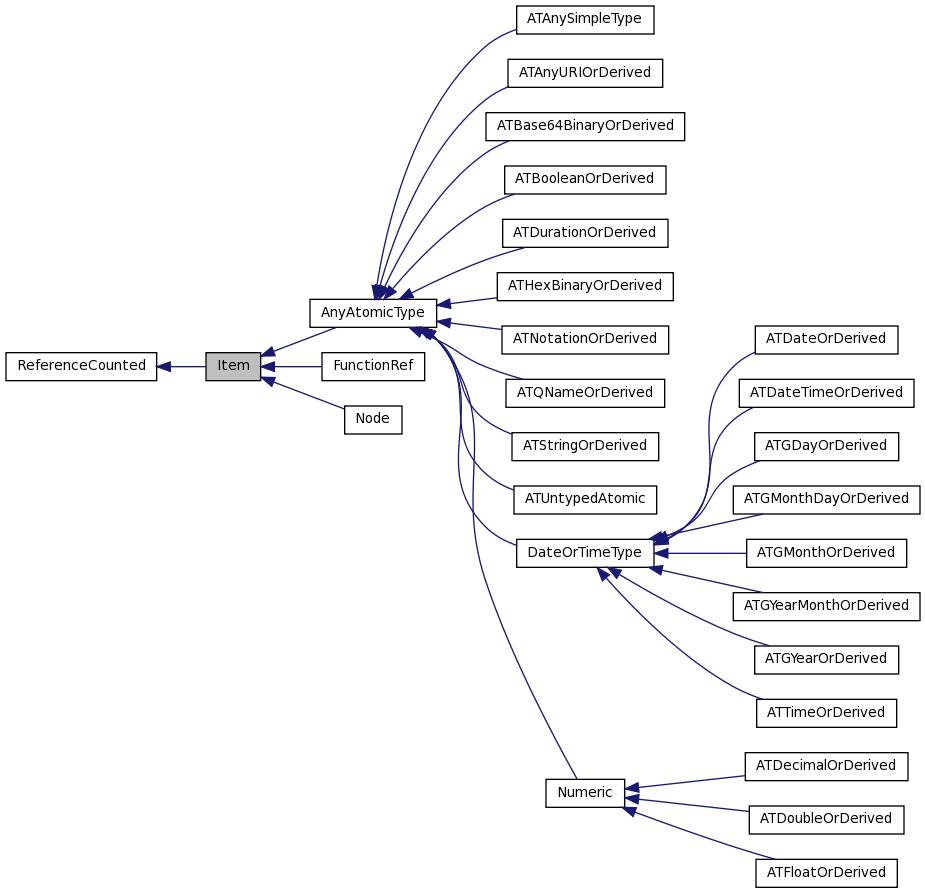 ATAnySimpleType
ATAnyURIOrDerived
ATBase64BinaryOrDerived
ATBooleanOrDerived
ATDurationOrDerived
ATHexBinaryOrDerived
AnyAtomicType
ATNotationOrDerived
ATDateOrDerived
ReferenceCounted
Item
FunctionRef
ATQNameOrDerived
ATDateTimeOrDerived
Node
ATStringOrDerived
ATGDayOrDerived
ATUntypedAtomic
ATGMonthDayOrDerived
DateOrTimeType
ATGMonthOrDerived
ATGYearMonthOrDerived
ATGYearOrDerived
ATTimeOrDerived
ATDecimalOrDerived
Numeric
ATDoubleOrDerived
ATFloatOrDerived